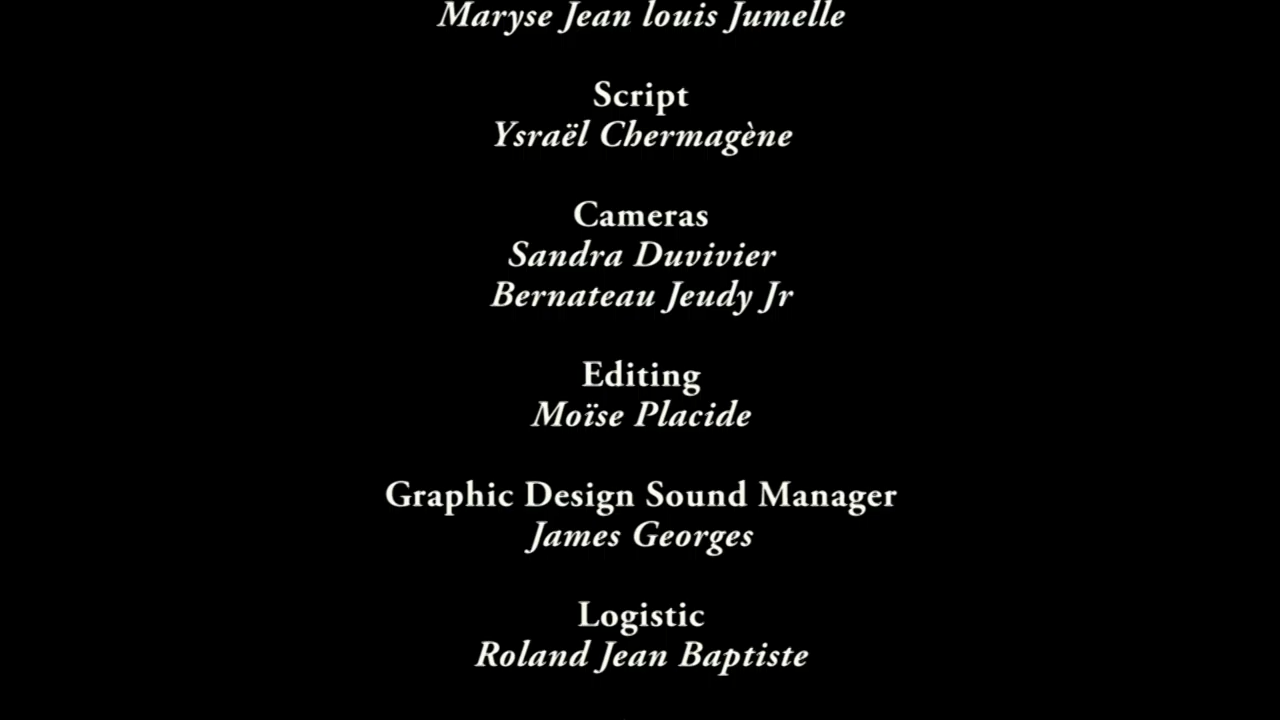 Maryse Jean louis Jumelle
Script
Ysraël Chermagène
Cameras
Sandra Duvivier
Bernateau Jeudy Jr
Editing
Moïse Placide
Graphic Design Sound Manager
James Georges
Logistic
Roland Jean Baptiste